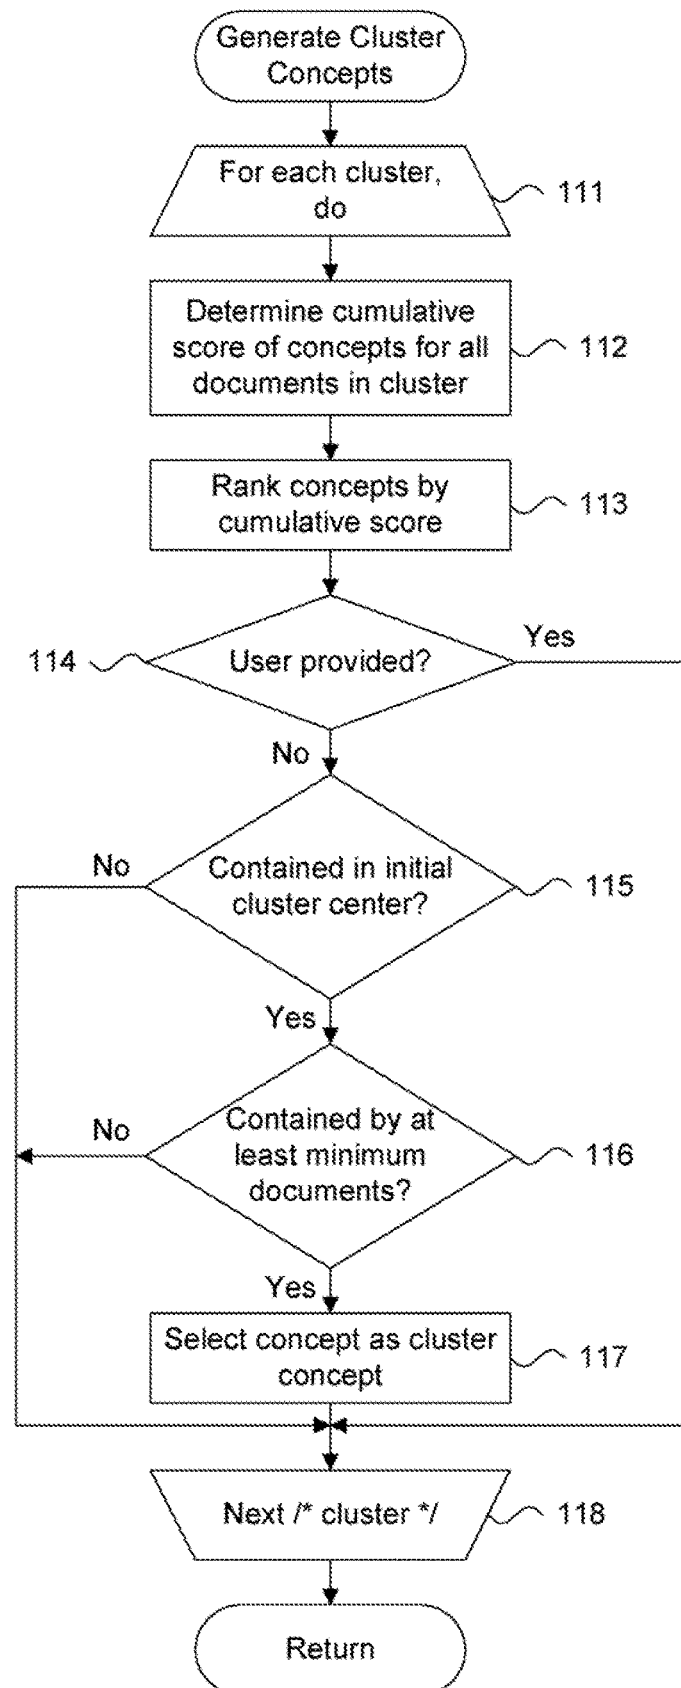 Generate Cluster
Concepts
For each cluster,
do
111
Determine cumulative
score of concepts for all
documents in cluster
112
Rank concepts by
cumulative score
113
114
User provided?
Yes
No
No
Contained in initial
cluster center?
115
Yes
No
Contained by at
least minimum
documents?
116
Yes
Select concept as cluster
concept
117
Next /* cluster */
118
Return